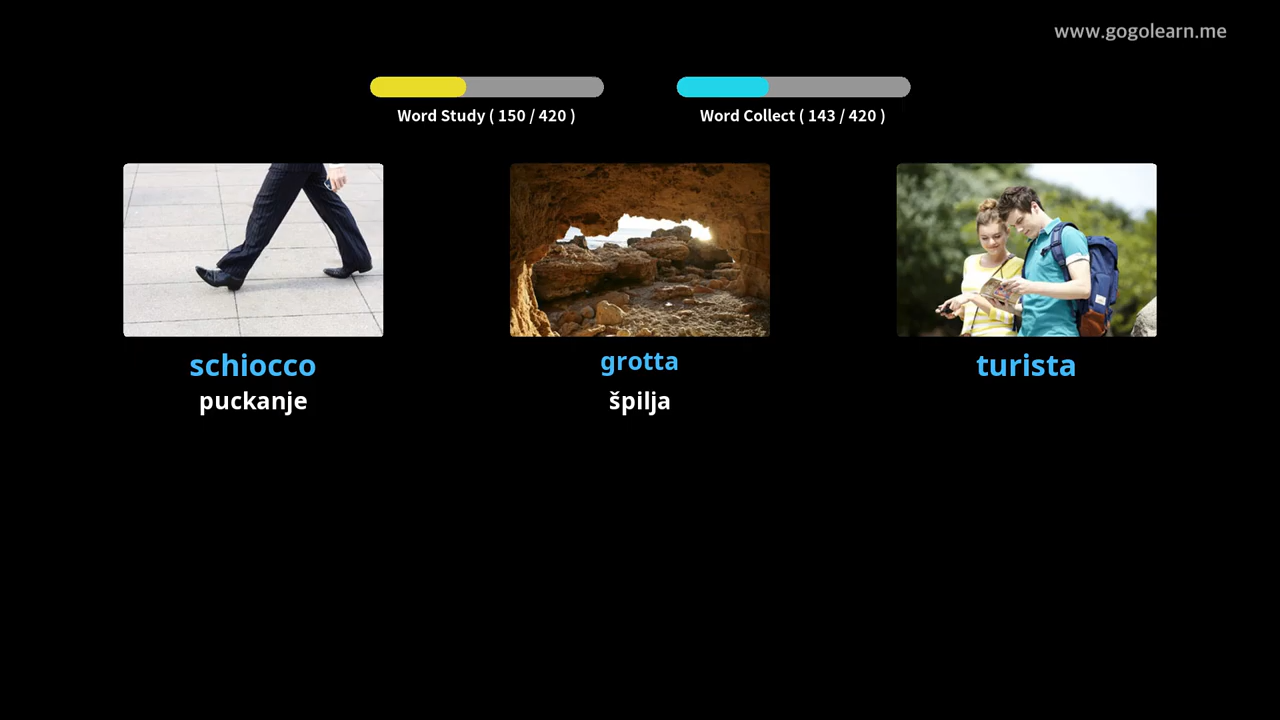 www.gogolearn.me
Word Study ( 150 / 420 )
Word Collect ( 143 / 420 )
schiocco
puckanje
grotta
špilja
turista